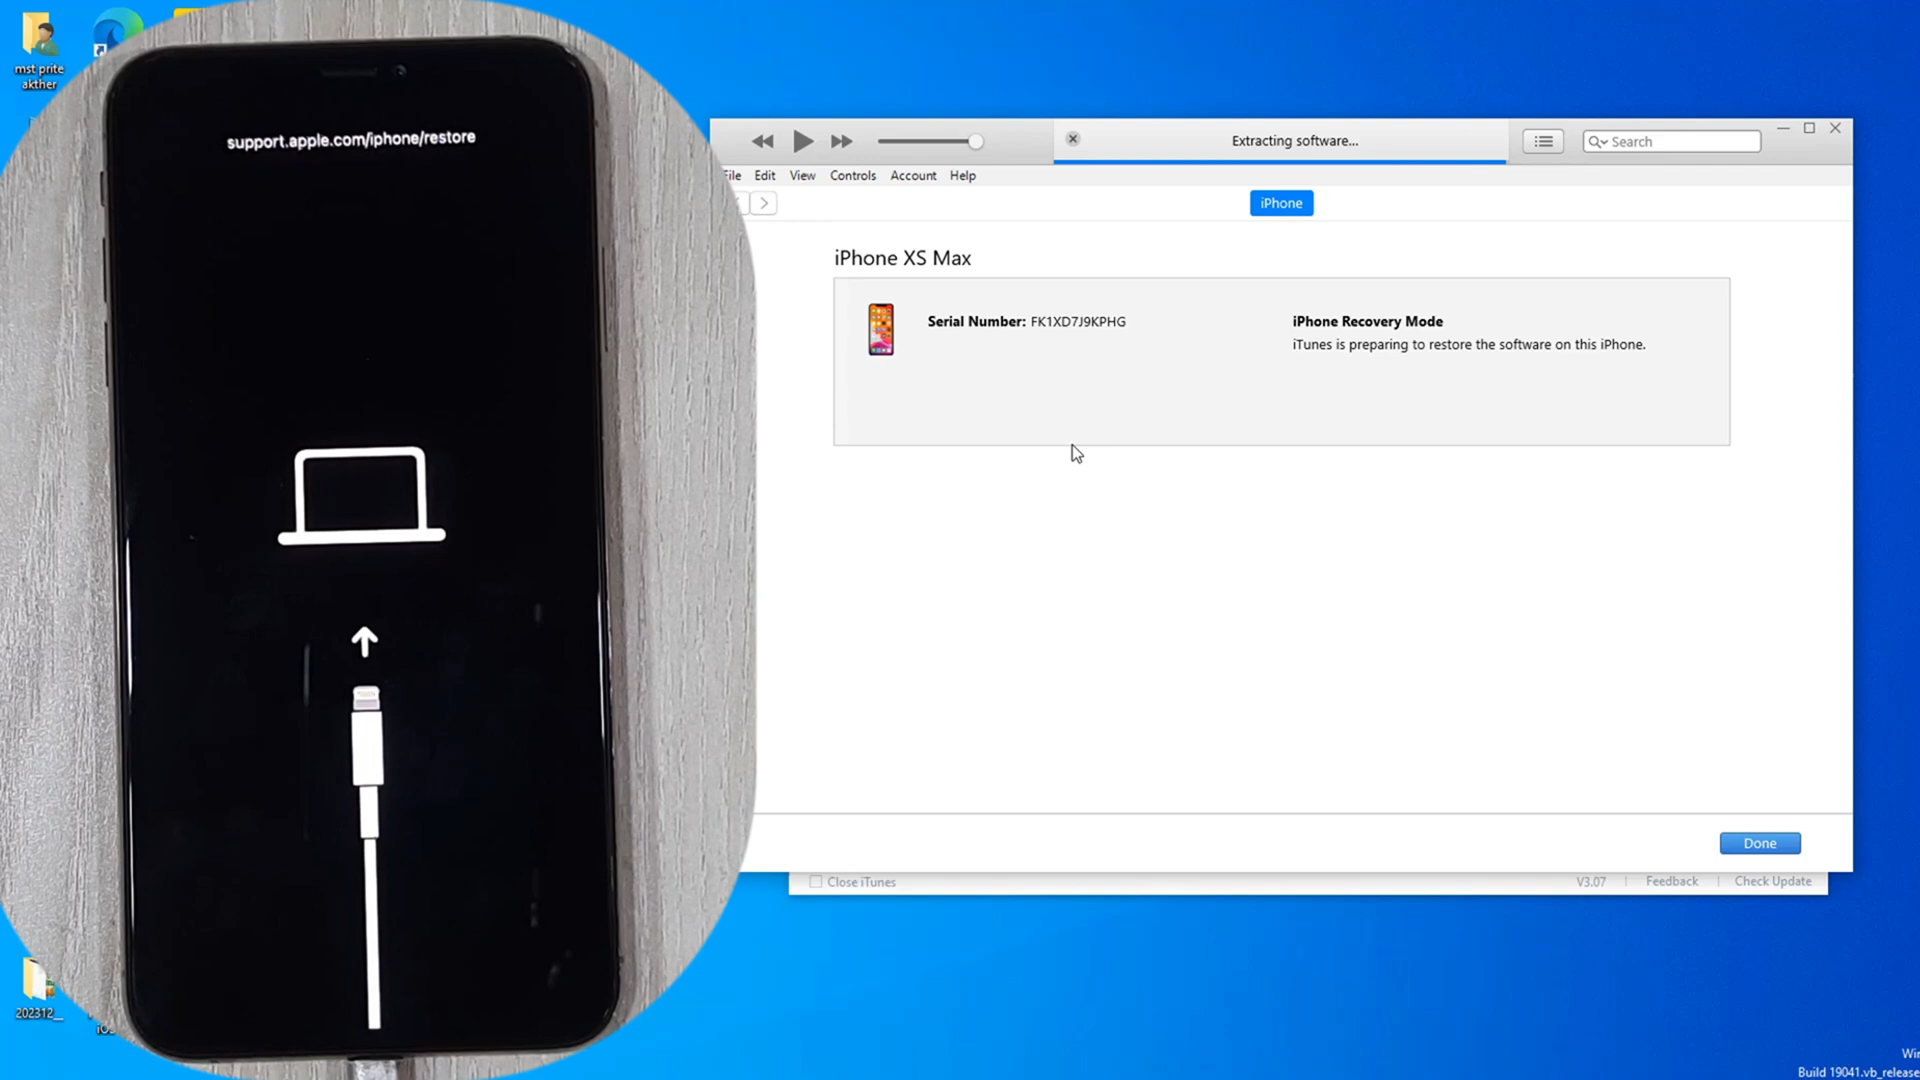 mst prite
akther
support.apple.com/iphone/restore
Extracting software...
Search
File Edit View Controls Account Help
iPhone
iPhone XS Max
Serial Number: FK1XD7J9KPHG
iPhone Recovery Mode
iTunes is preparing to restore the software on this iPhone.
Done
Close iTunes
V3.07 | Feedback | Check Update
202312__
iOS
Build 19041.vb_release